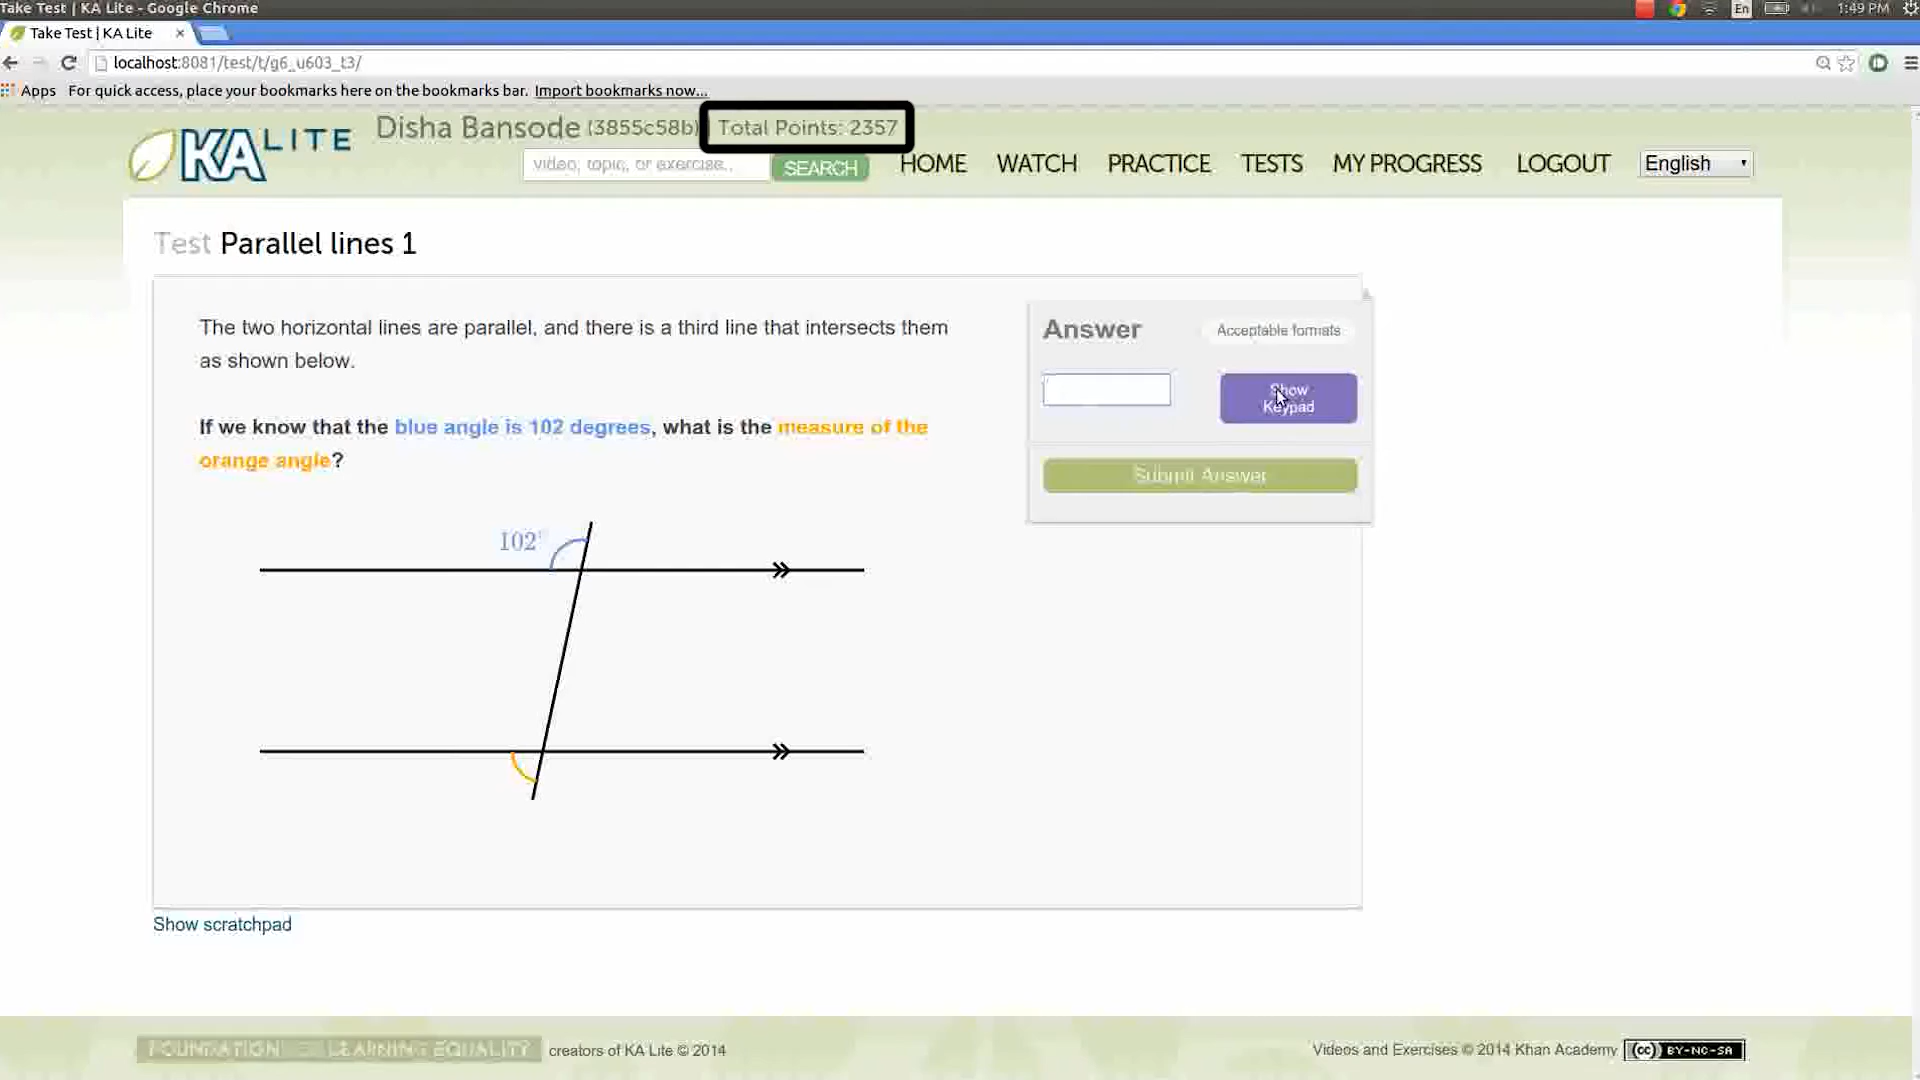 Take Test | KA Lite - Google Chrome
En
1:49 PM
Take Test | KA Lite ×
localhost:8081/test/t/g6_u603_t3/
Apps For quick access, place your bookmarks here on the bookmarks bar. Import bookmarks now...
KA LITE
Disha Bansode (3855c58b) Total Points: 2357
video, topic, or exercise.. SEARCH HOME WATCH PRACTICE TESTS MY PROGRESS LOGOUT English
Test Parallel lines 1
The two horizontal lines are parallel, and there is a third line that intersects them
as shown below.
If we know that the blue angle is 102 degrees, what is the measure of the
orange angle?
102°
Answer Acceptable formats
Show
Keypad
Submit Answer
Show scratchpad
FOUNDATION FOR LEARNING EQUALITY creators of KA Lite © 2014
Videos and Exercises © 2014 Khan Academy (cc) BY-NC-SA